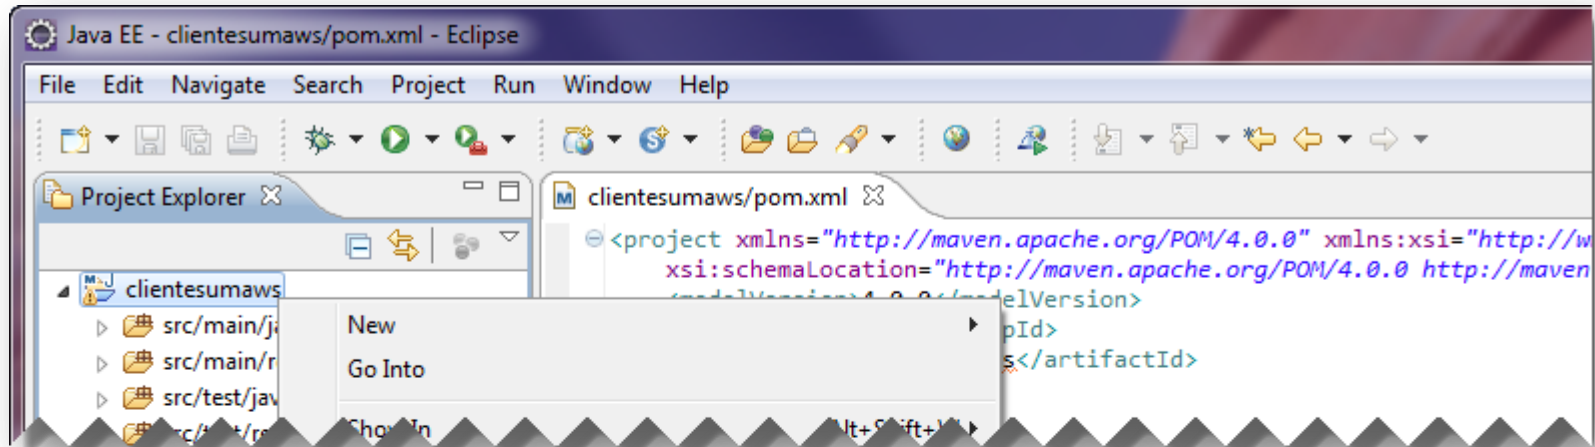 Java EE - clientesumaws/pom.xml - Eclipse
File Edit Navigate Search Project Run Window Help
Project Explorer
clientesumaws/pom.xml
<project xmlns="http://maven.apache.org/POM/4.0.0" xmlns:xsi="http://w
xsi:schemaLocation="http://maven.apache.org/POM/4.0.0 http://maven
clientesumaws
elVersion>
src/main/ja
New
pId>
src/main/r
Go Into
s</artifactId>
src/test/jav
Show In